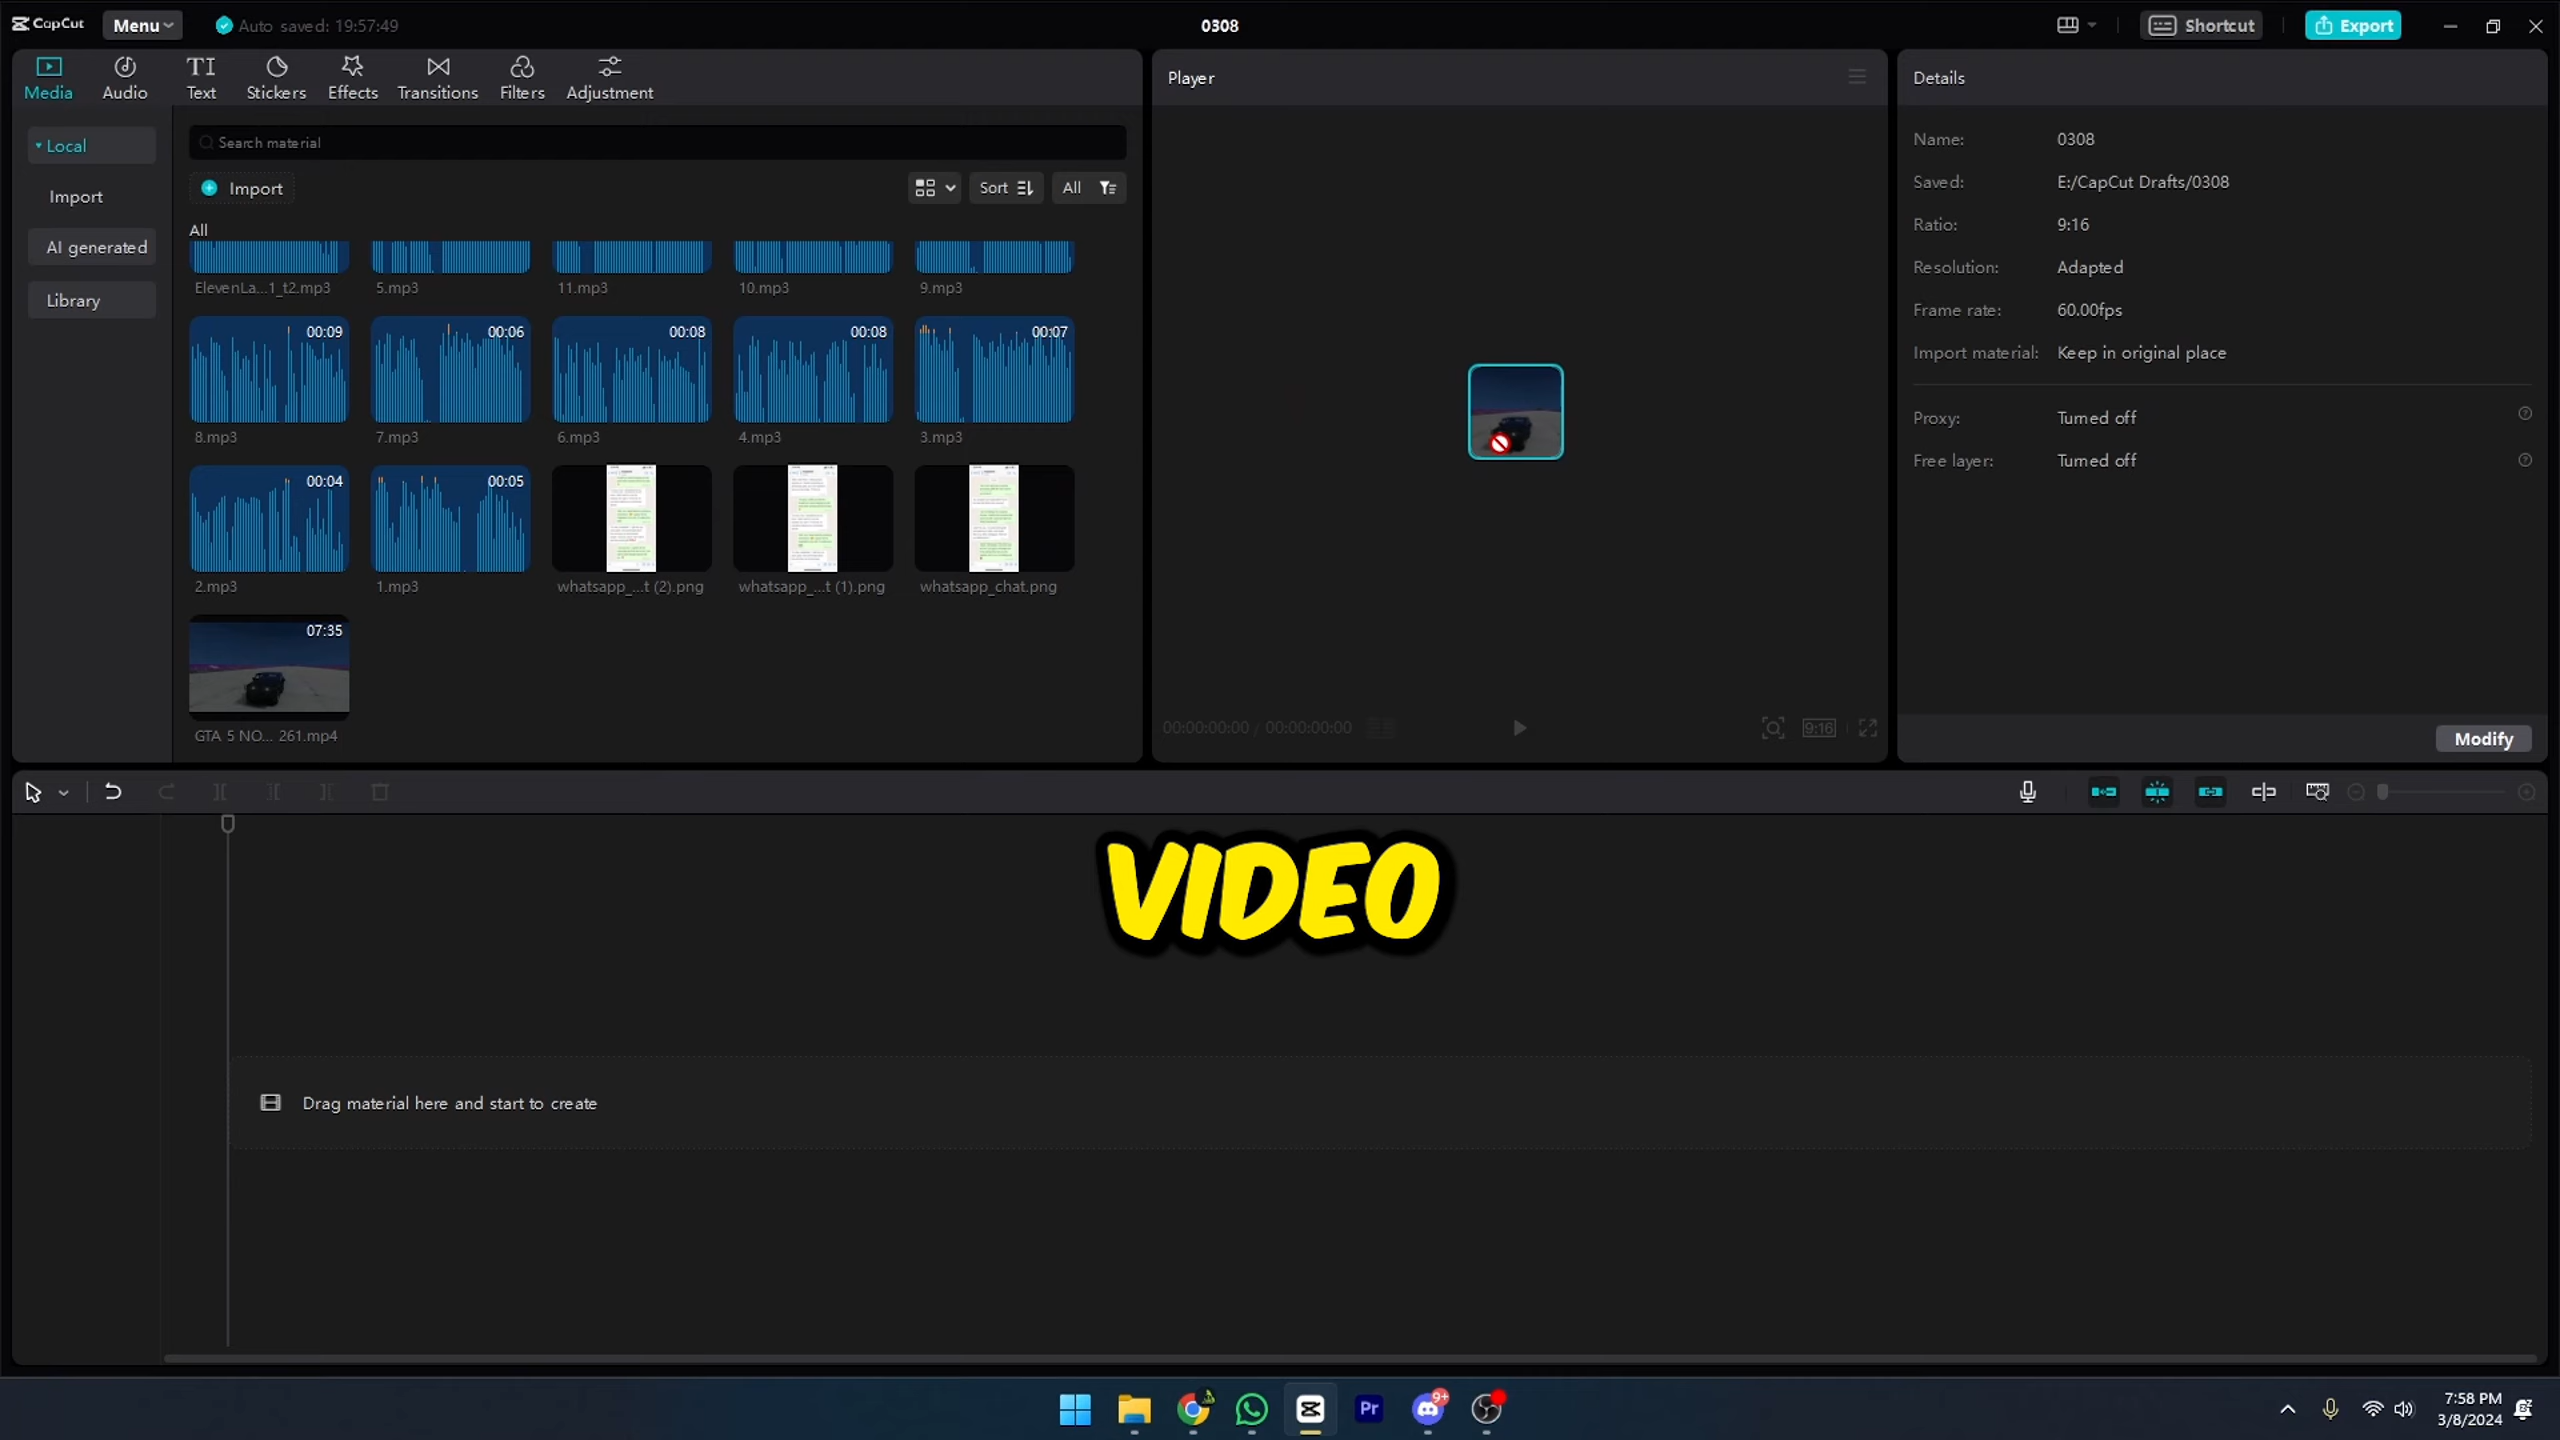 CapCut
Menu
Auto saved: 19:57:49
0308
Shortcut
Export
Media
Audio
TI
Text
Stickers
Effects
Transitions
Filters
Adjustment
Player
Details
Local
Import
AI generated
Library
Search material
Import
Sort
All
All
ElevenLa...1_t2.mp3
5.mp3
11.mp3
10.mp3
9.mp3
00:09
00:06
00:08
00:08
00:07
8.mp3
7.mp3
6.mp3
4.mp3
3.mp3
00:04
00:05
2.mp3
1.mp3
whatsapp_...t (2).png
whatsapp_...t (1).png
whatsapp_chat.png
07:35
GTA 5 NO... 261.mp4
00:00:00:00 / 00:00:00:00
9:16
Name: 0308
Saved: E:/CapCut Drafts/0308
Ratio: 9:16
Resolution: Adapted
Frame rate: 60.00fps
Import material: Keep in original place
Proxy: Turned off
Free layer: Turned off
Modify
VIDEO
Drag material here and start to create
Pr
9+
7:58 PM
3/8/2024